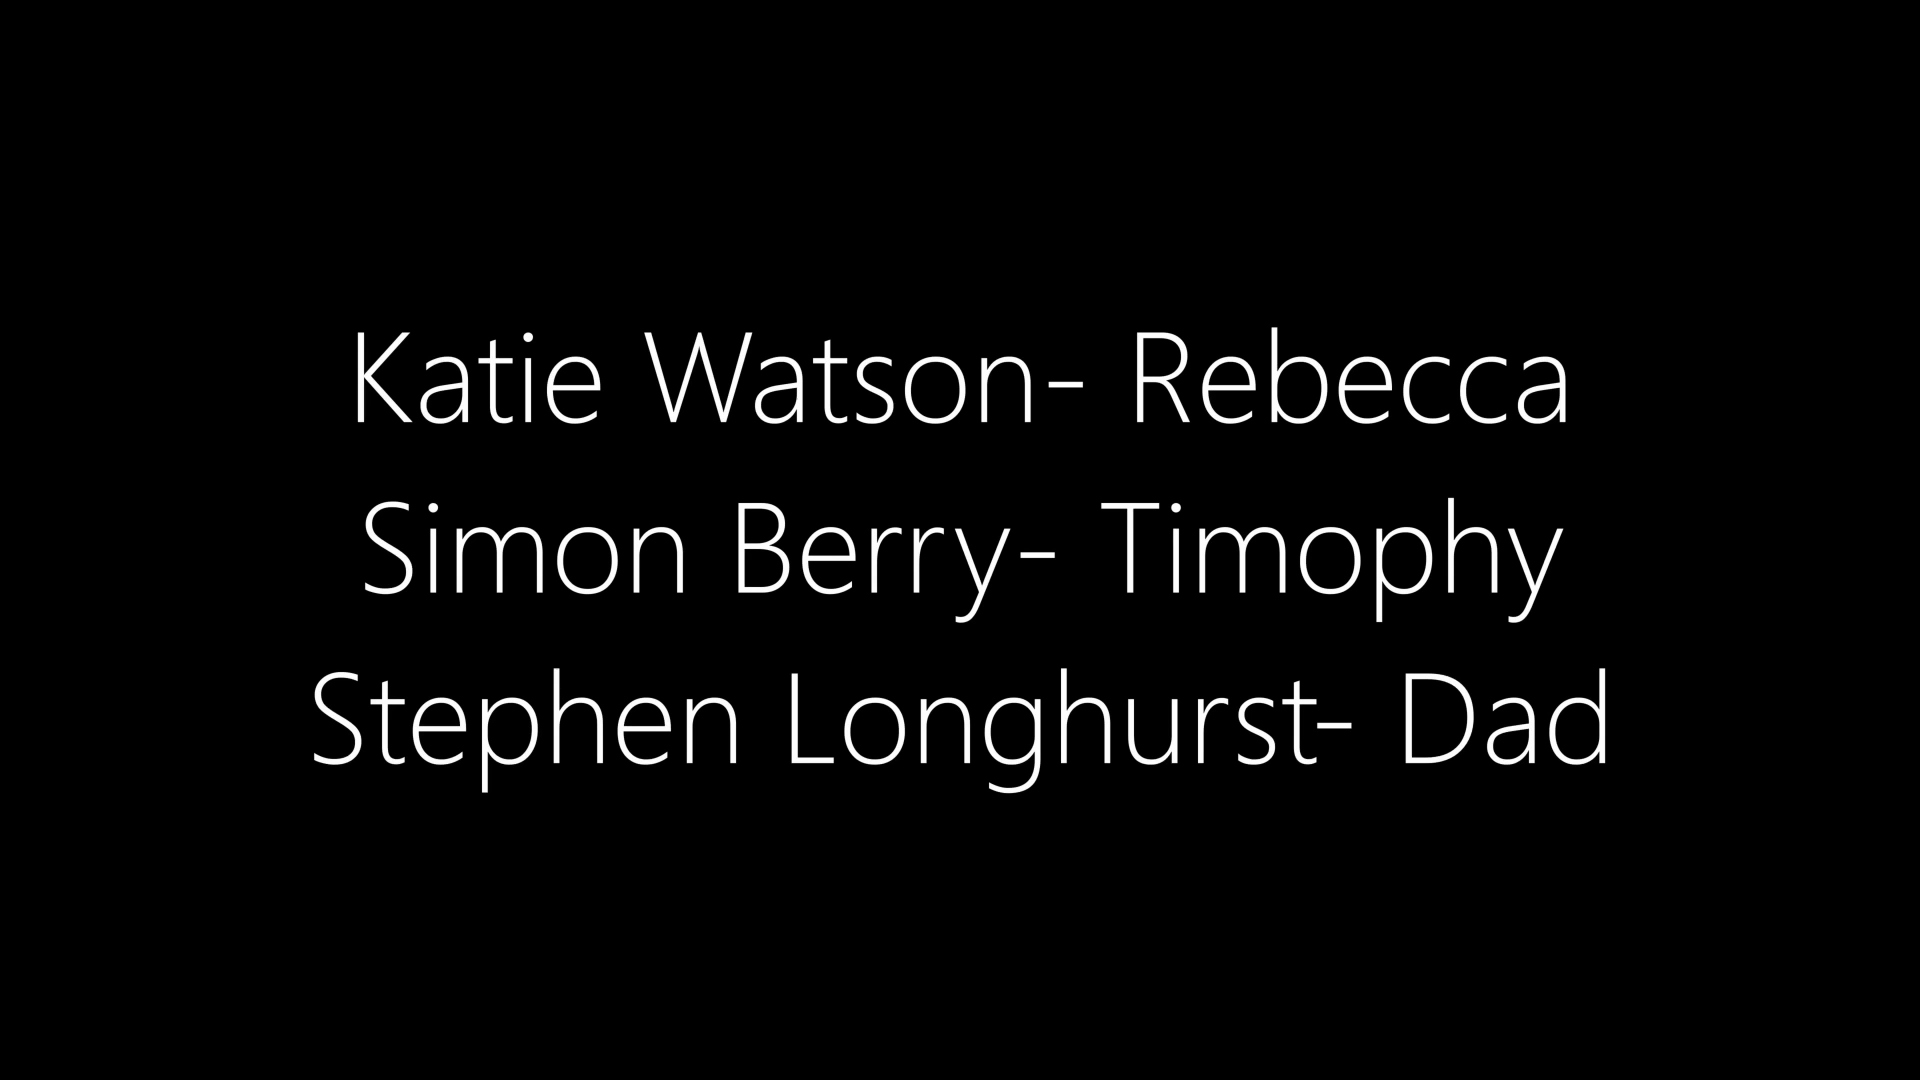 Katie Watson- Rebecca
Simon Berry- Timophy
Stephen Longhurst- Dad